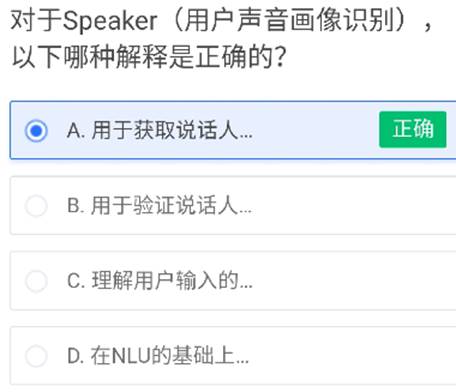 对于Speaker（用户声音画像识别），
以下哪种解释是正确的？
A. 用于获取说话人... 正确
B. 用于验证说话人...
C. 理解用户输入的...
D. 在NLU的基础上...